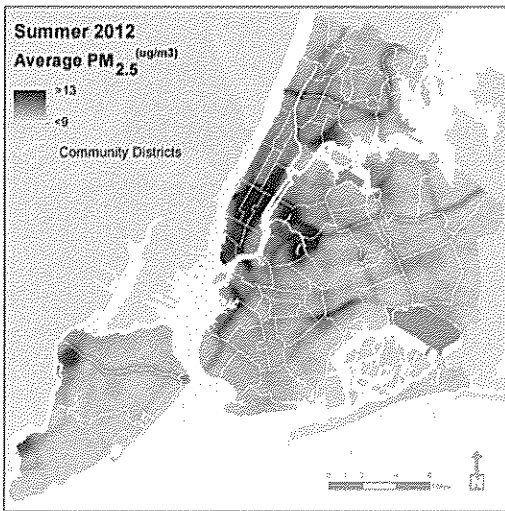 Summer 2012
Average PM2.5 (ug/m3)
>13
<9
Community Districts
N